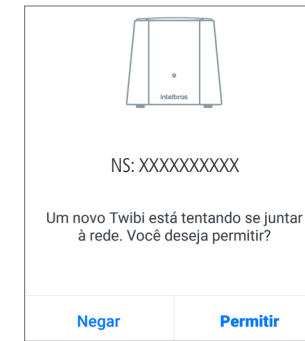 intelbras
NS: XXXXXXXXXX
Um novo Twibi está tentando se juntar
à rede. Você deseja permitir?
Negar
Permitir